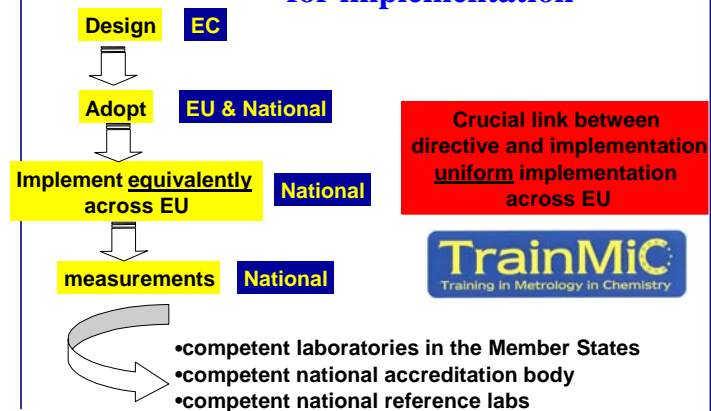 for implementation
Design EC
Adopt EU & National
Implement equivalently
across EU
National
measurements National
Crucial link between
directive and implementation
uniform implementation
across EU
TrainMiC
Training in Metrology in Chemistry
•competent laboratories in the Member States
•competent national accreditation body
•competent national reference labs